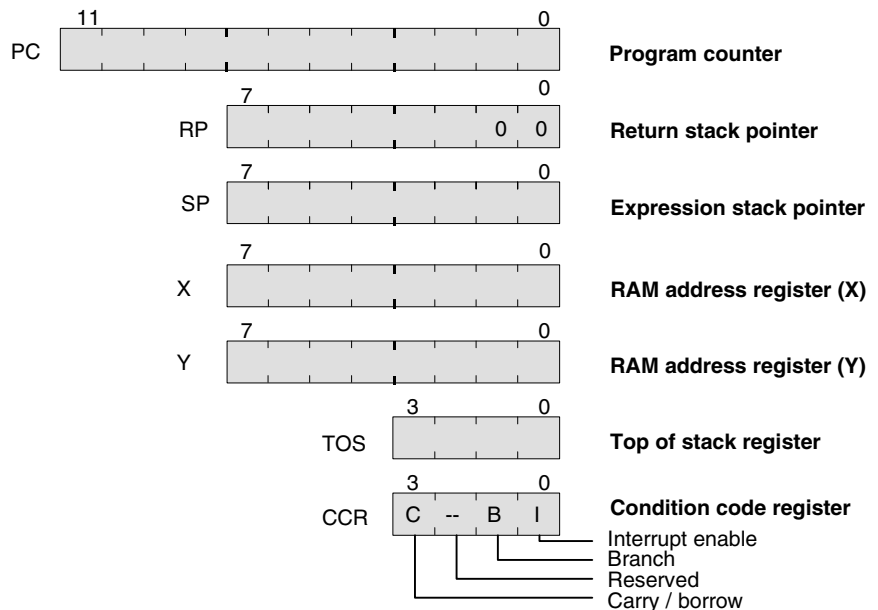 11 0
PC Program counter
7 0
RP 0 0 Return stack pointer
7 0
SP Expression stack pointer
7 0
X RAM address register (X)
7 0
Y RAM address register (Y)
3 0
TOS Top of stack register
3 0
CCR C -- B I Condition code register
Interrupt enable
Branch
Reserved
Carry / borrow